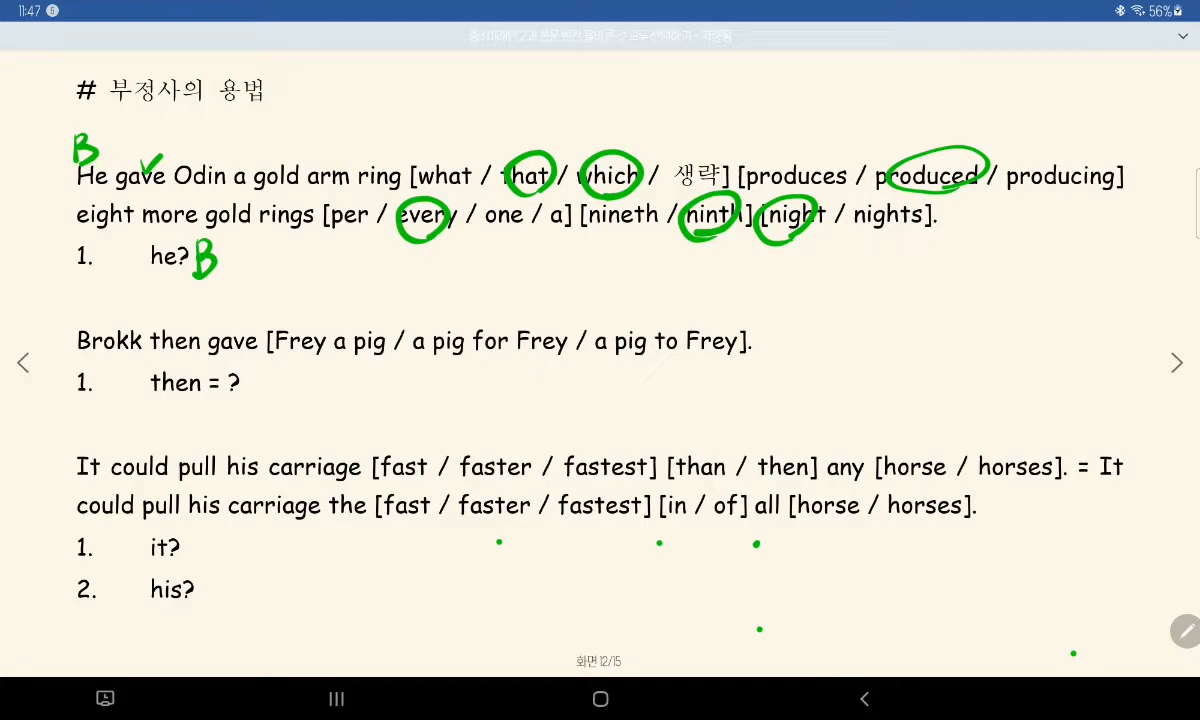 11:47 5 56%
# 부정사의 용법
B
He gave Odin a gold arm ring [what / that / which / 생략] [produces / produced / producing]
eight more gold rings [per / every / one / a] [nineth / ninth] [night / nights].
1. he? B
Brokk then gave [Frey a pig / a pig for Frey / a pig to Frey].
1. then = ?
It could pull his carriage [fast / faster / fastest] [than / then] any [horse / horses]. = It
could pull his carriage the [fast / faster / fastest] [in / of] all [horse / horses].
1. it?
2. his?
화면 12/15